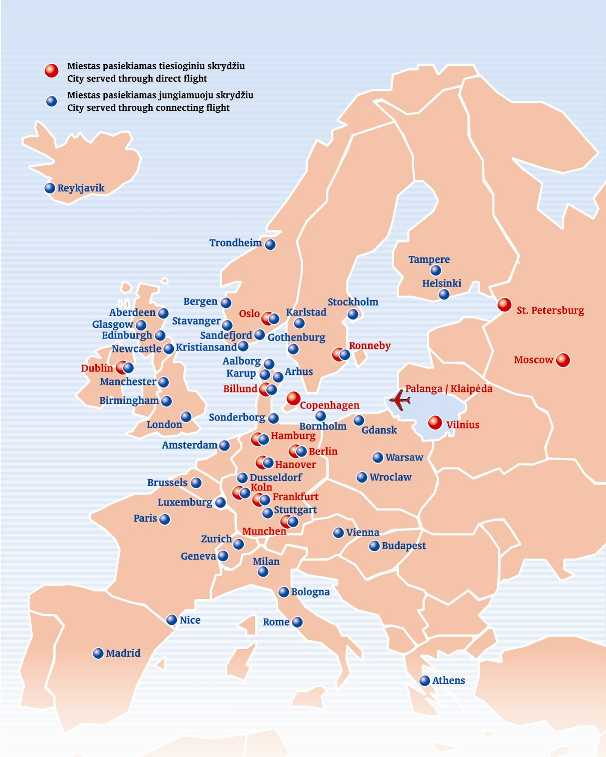 Miestas pasiekiamas tiesioginiu skrydžiu
City served through direct flight
Miestas pasiekiamas jungiamuoju skrydžiu
City served through connecting flight
Reykjavik
Trondheim
Tampere
Helsinki
Bergen
Stockholm
Aberdeen
Oslo
Karlstad
St. Petersburg
Glasgow
Stavanger
Edinburgh
Sandefjord
Gothenburg
Newcastle
Kristiansand
Ronneby
Moscow
Aalborg
Dublin
Karup
Arhus
Manchester
Billund
Palanga / Klaipėda
Birmingham
Copenhagen
London
Sonderborg
Bornholm
Gdansk
Vilnius
Hamburg
Amsterdam
Berlin
Warsaw
Hanover
Dusseldorf
Wroclaw
Brussels
Koln
Frankfurt
Luxemburg
Stuttgart
Paris
Munchen
Vienna
Zurich
Budapest
Geneva
Milan
Bologna
Nice
Rome
Madrid
Athens